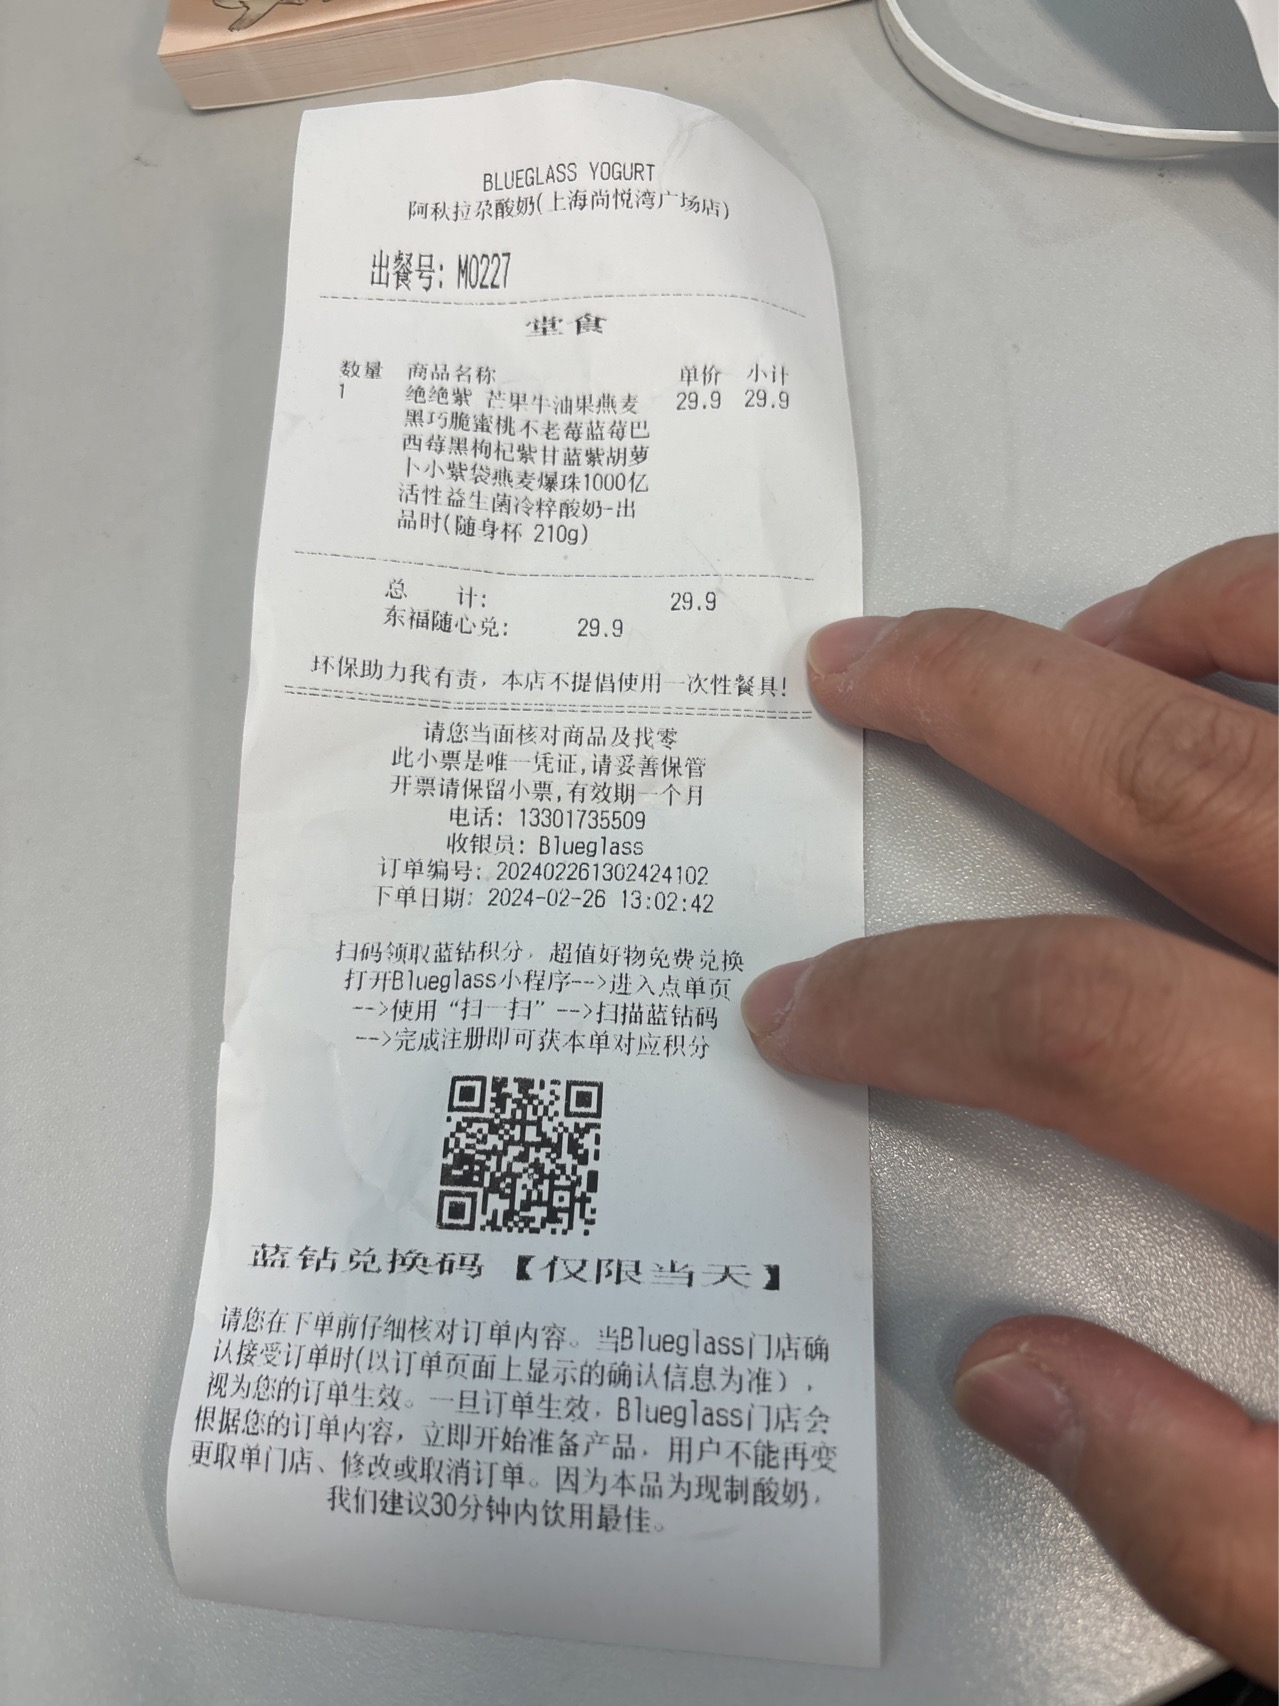 BLUEGLASS YOGURT
阿秋拉尕酸奶(上海尚悦湾广场店)
出餐号: M0227
堂食
数量 商品名称 单价 小计
1 绝绝紫 芒果牛油果燕麦 29.9 29.9
黑巧脆蜜桃不老莓蓝莓巴
西莓黑枸杞紫甘蓝紫胡萝
卜小紫袋燕麦爆珠1000亿
活性益生菌冷粹酸奶-出
品时(随身杯 210g)
总 计: 29.9
东福随心兑: 29.9
环保助力我有责，本店不提倡使用一次性餐具!
请您当面核对商品及找零
此小票是唯一凭证,请妥善保管
开票请保留小票,有效期一个月
电话: 13301735509
收银员: Blueglass
订单编号: 202402261302424102
下单日期: 2024-02-26 13:02:42
扫码领取蓝钻积分，超值好物免费兑换
打开Blueglass小程序-->进入点单页
-->使用“扫一扫”-->扫描蓝钻码
-->完成注册即可获本单对应积分
蓝钻兑换码【仅限当天】
请您在下单前仔细核对订单内容。当Blueglass门店确
认接受订单时(以订单页面上显示的确认信息为准)，
视为您的订单生效。一旦订单生效，Blueglass门店会
根据您的订单内容，立即开始准备产品，用户不能再变
更取单门店、修改或取消订单。因为本品为现制酸奶，
我们建议30分钟内饮用最佳。